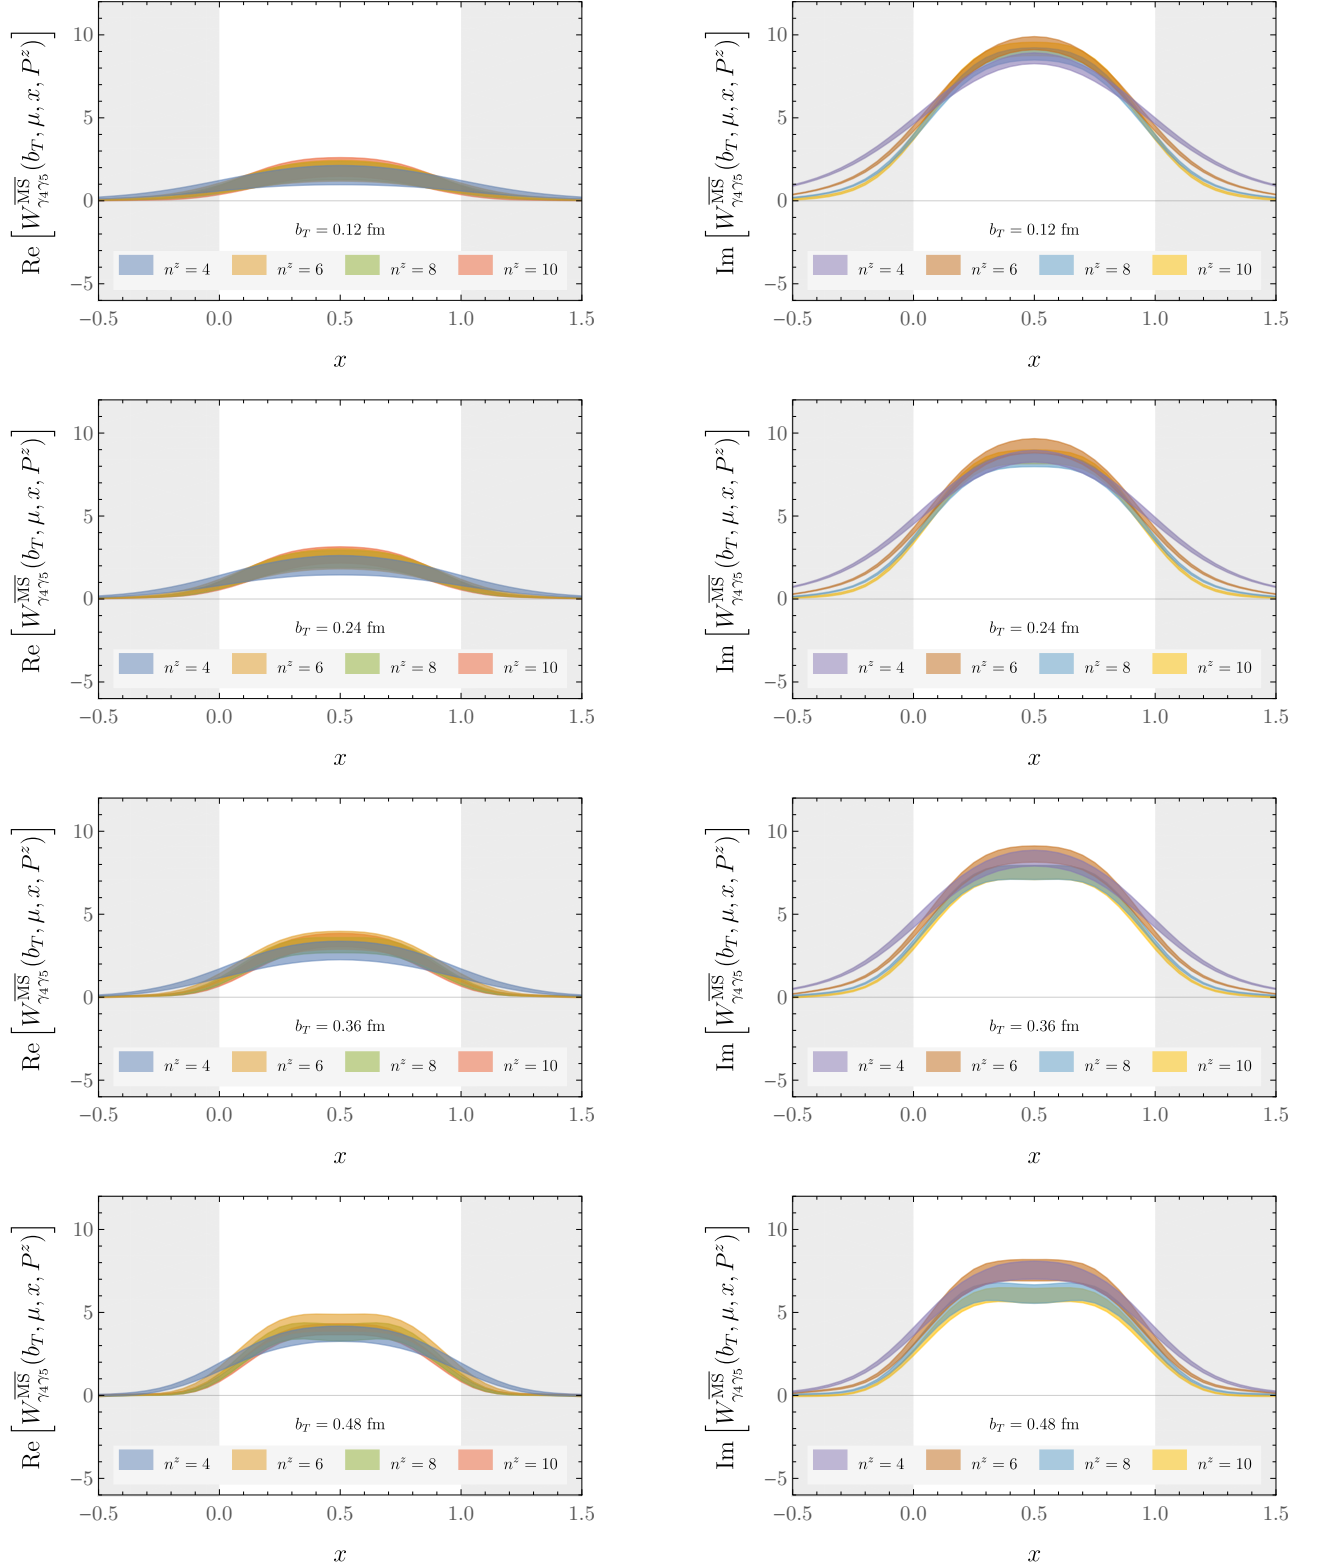 Re [W^{\overline{MS}}_{γ₄γ₅}(b_T, μ, x, P^z)]
10
5
0
−5
b_T = 0.12 fm
n^z = 4 n^z = 6 n^z = 8 n^z = 10
−0.5 0.0 0.5 1.0 1.5
x
Im [W^{\overline{MS}}_{γ₄γ₅}(b_T, μ, x, P^z)]
10
5
0
−5
b_T = 0.12 fm
n^z = 4 n^z = 6 n^z = 8 n^z = 10
−0.5 0.0 0.5 1.0 1.5
x
Re [W^{\overline{MS}}_{γ₄γ₅}(b_T, μ, x, P^z)]
10
5
0
−5
b_T = 0.24 fm
n^z = 4 n^z = 6 n^z = 8 n^z = 10
−0.5 0.0 0.5 1.0 1.5
x
Im [W^{\overline{MS}}_{γ₄γ₅}(b_T, μ, x, P^z)]
10
5
0
−5
b_T = 0.24 fm
n^z = 4 n^z = 6 n^z = 8 n^z = 10
−0.5 0.0 0.5 1.0 1.5
x
Re [W^{\overline{MS}}_{γ₄γ₅}(b_T, μ, x, P^z)]
10
5
0
−5
b_T = 0.36 fm
n^z = 4 n^z = 6 n^z = 8 n^z = 10
−0.5 0.0 0.5 1.0 1.5
x
Im [W^{\overline{MS}}_{γ₄γ₅}(b_T, μ, x, P^z)]
10
5
0
−5
b_T = 0.36 fm
n^z = 4 n^z = 6 n^z = 8 n^z = 10
−0.5 0.0 0.5 1.0 1.5
x
Re [W^{\overline{MS}}_{γ₄γ₅}(b_T, μ, x, P^z)]
10
5
0
−5
b_T = 0.48 fm
n^z = 4 n^z = 6 n^z = 8 n^z = 10
−0.5 0.0 0.5 1.0 1.5
x
Im [W^{\overline{MS}}_{γ₄γ₅}(b_T, μ, x, P^z)]
10
5
0
−5
b_T = 0.48 fm
n^z = 4 n^z = 6 n^z = 8 n^z = 10
−0.5 0.0 0.5 1.0 1.5
x